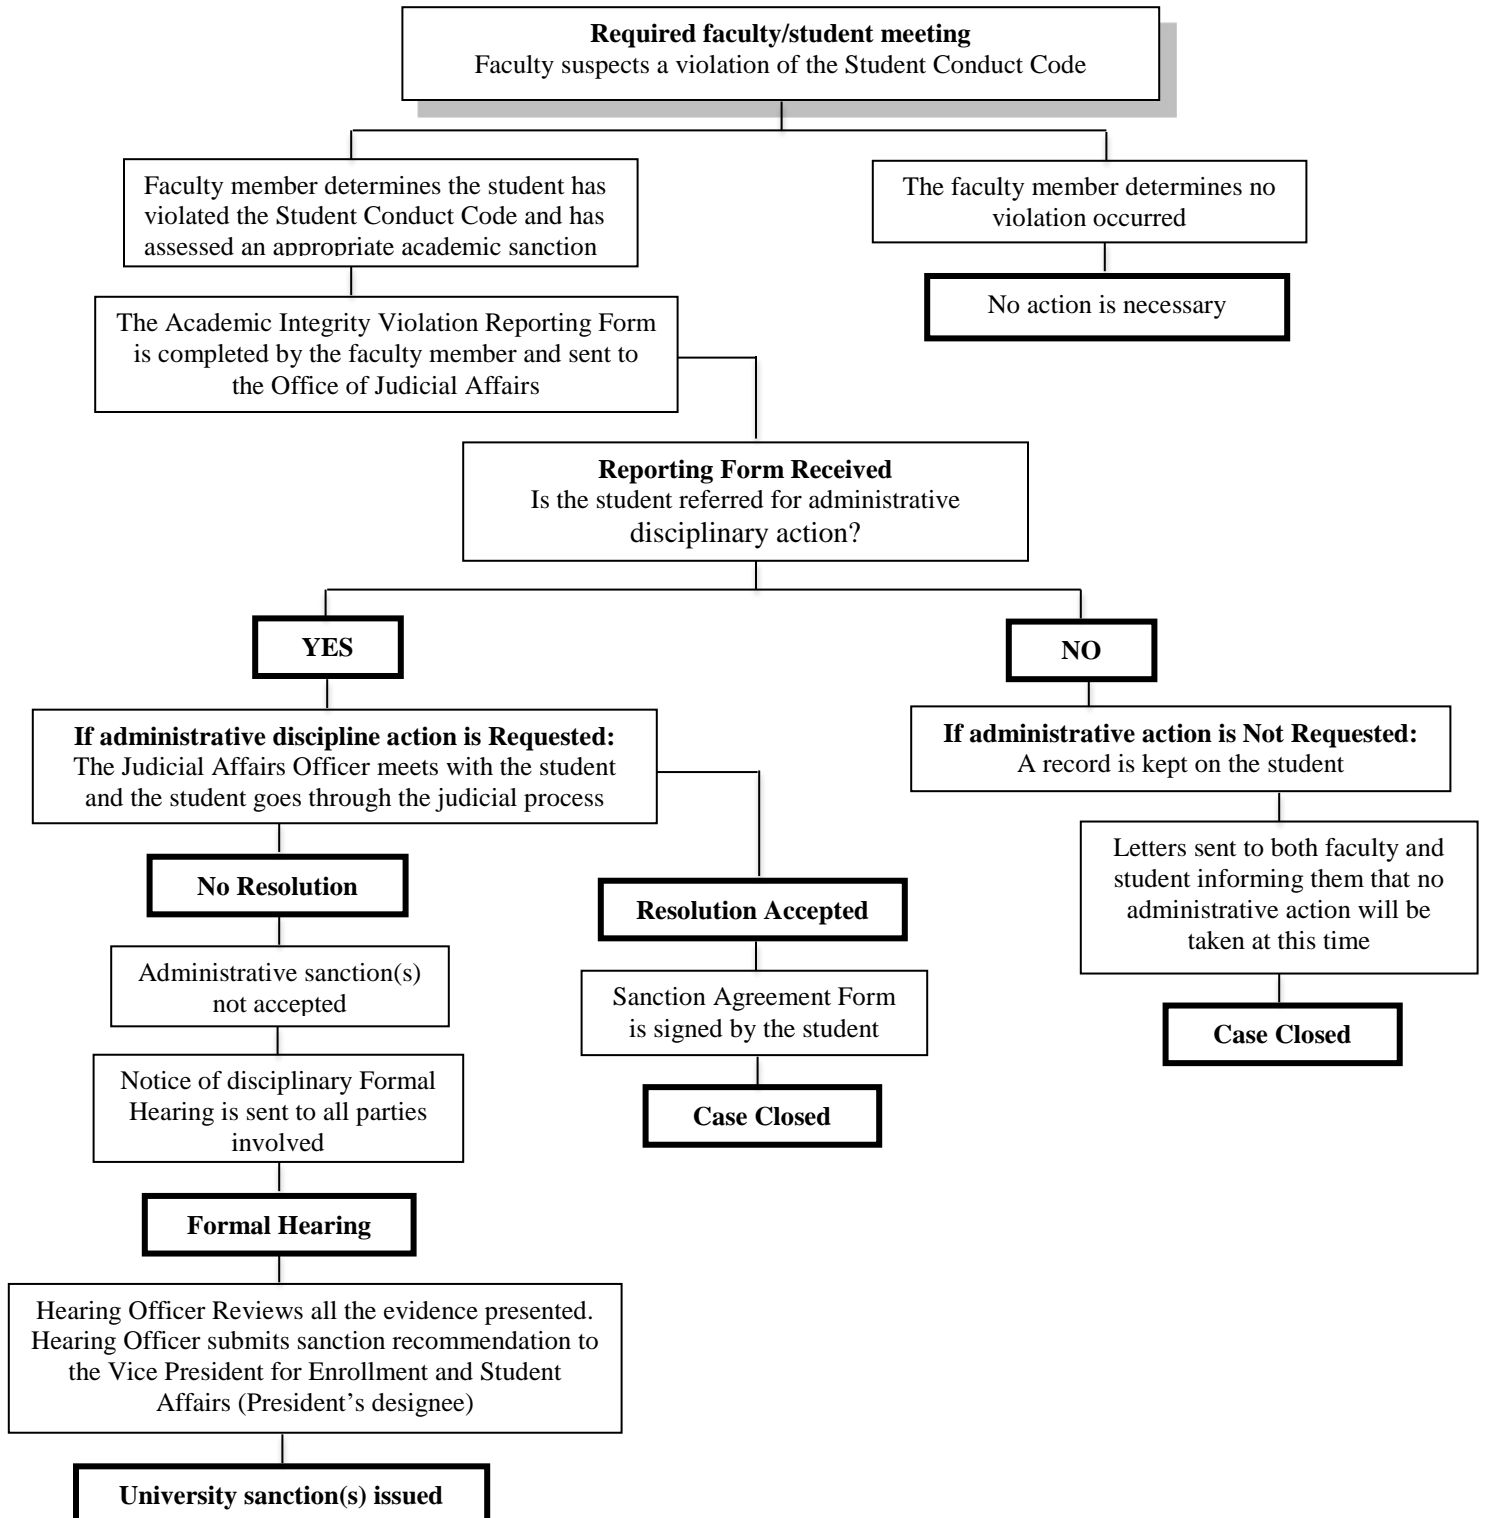 Required faculty/student meeting
Faculty suspects a violation of the Student Conduct Code
Faculty member determines the student has
violated the Student Conduct Code and has
assessed an appropriate academic sanction
The faculty member determines no
violation occurred
No action is necessary
The Academic Integrity Violation Reporting Form
is completed by the faculty member and sent to
the Office of Judicial Affairs
Reporting Form Received
Is the student referred for administrative
disciplinary action?
YES
NO
If administrative discipline action is Requested:
The Judicial Affairs Officer meets with the student
and the student goes through the judicial process
If administrative action is Not Requested:
A record is kept on the student
Letters sent to both faculty and
student informing them that no
administrative action will be
taken at this time
No Resolution
Resolution Accepted
Administrative sanction(s)
not accepted
Sanction Agreement Form
is signed by the student
Case Closed
Notice of disciplinary Formal
Hearing is sent to all parties
involved
Case Closed
Formal Hearing
Hearing Officer Reviews all the evidence presented.
Hearing Officer submits sanction recommendation to
the Vice President for Enrollment and Student
Affairs (President’s designee)
University sanction(s) issued